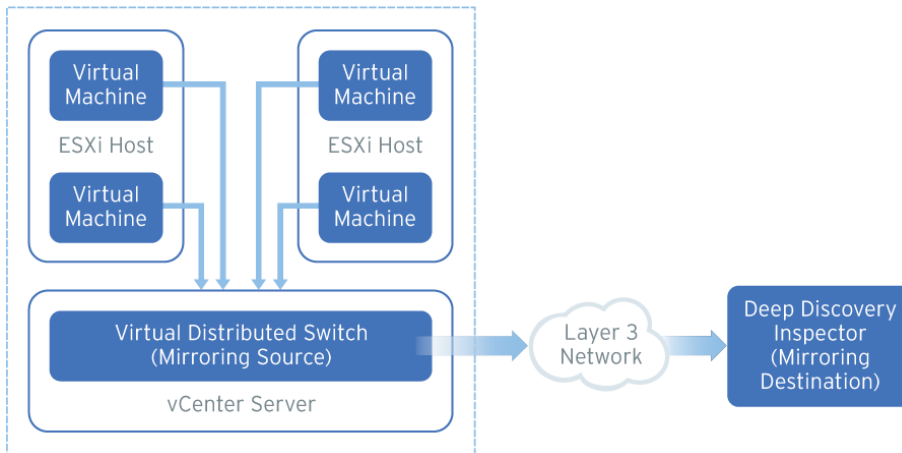 Virtual
Machine
ESXi Host
Virtual
Machine
Virtual
Machine
ESXi Host
Virtual
Machine
Virtual Distributed Switch
(Mirroring Source)
vCenter Server
Layer 3
Network
Deep Discovery
Inspector
(Mirroring
Destination)